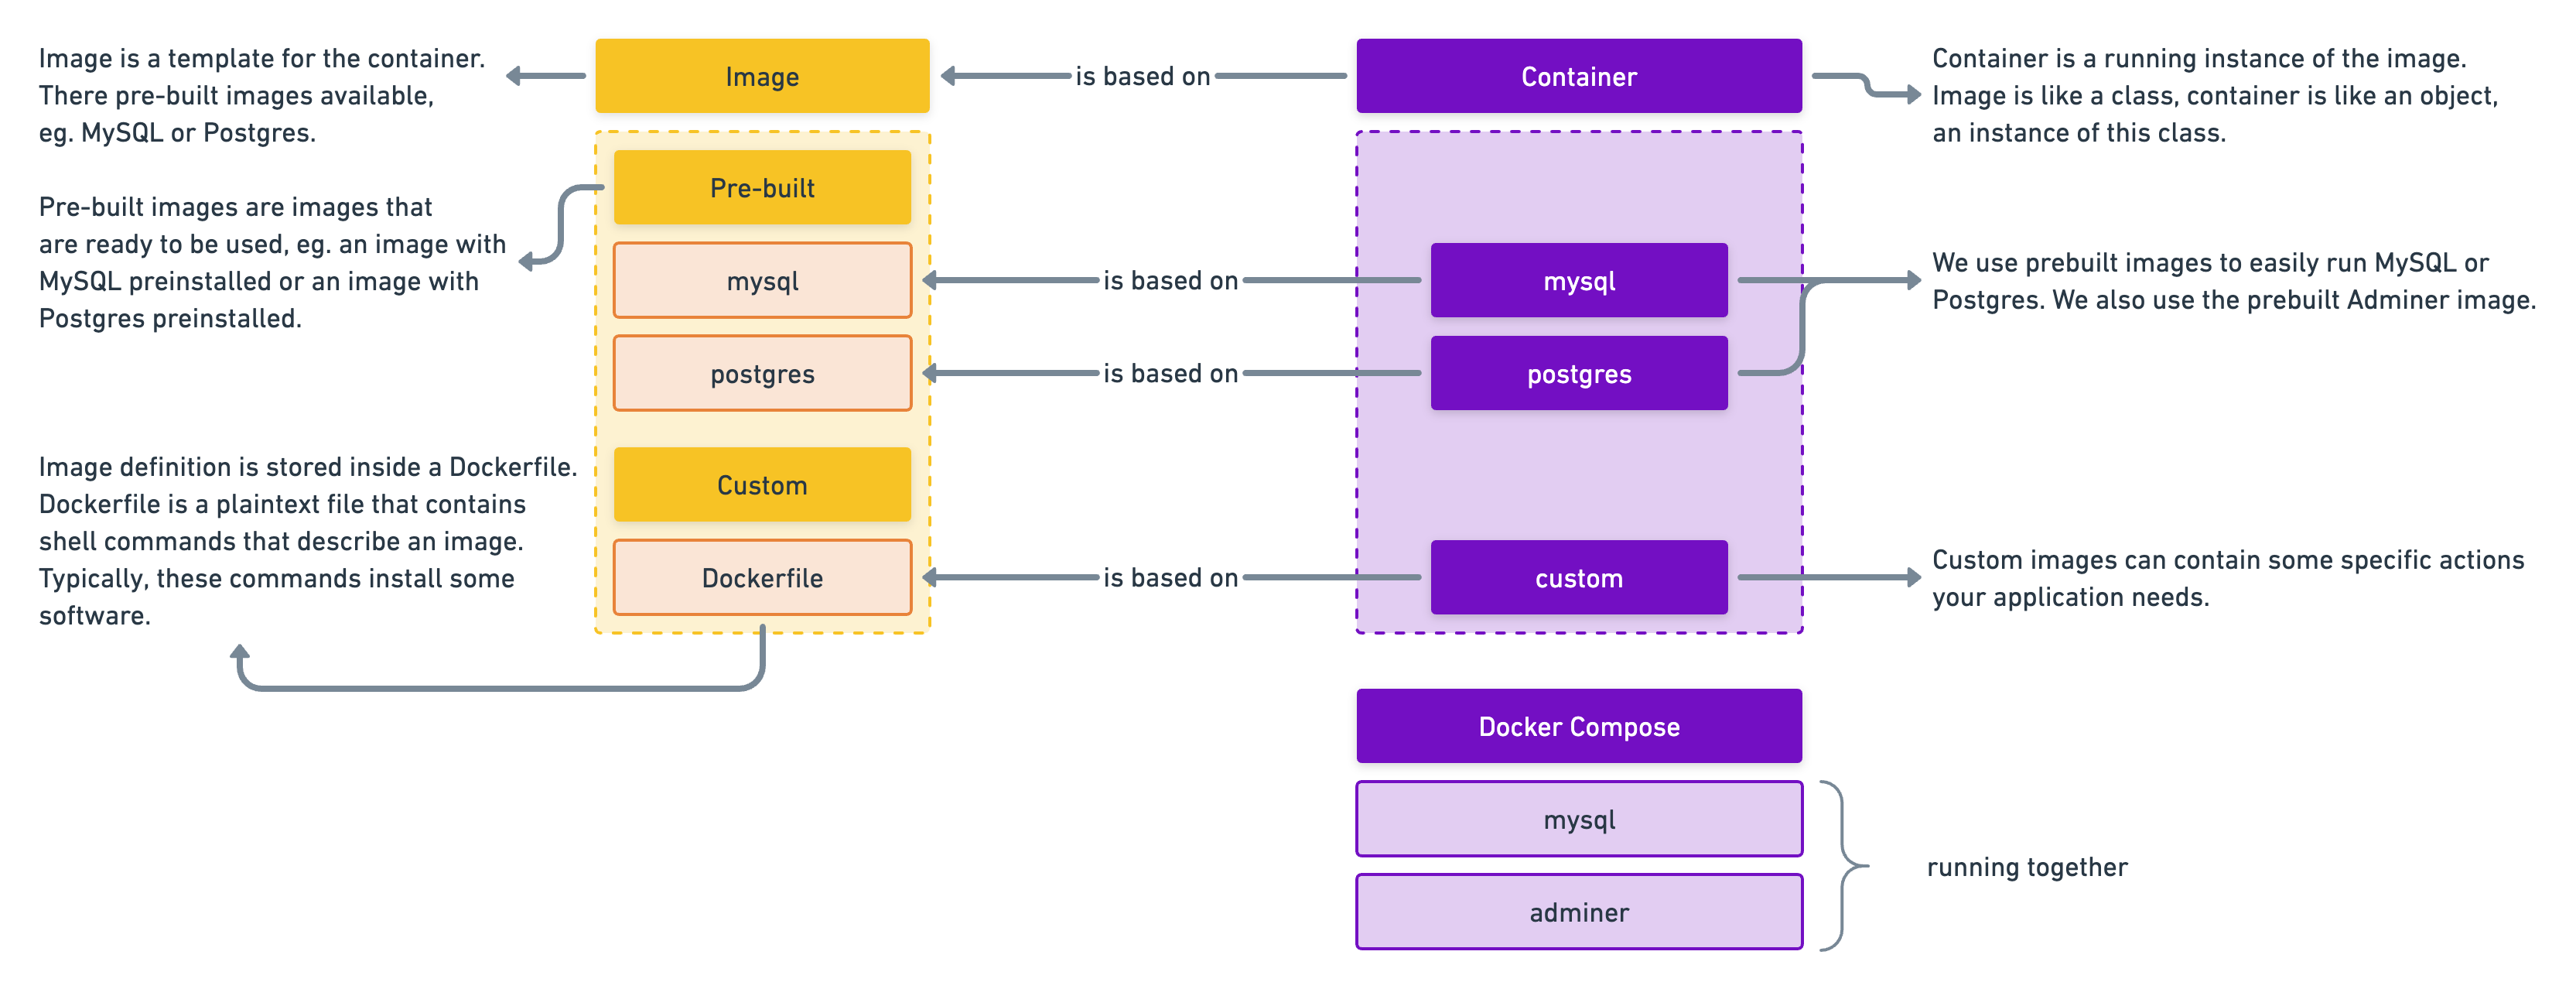 Image is a template for the container.
There pre-built images available,
eg. MySQL or Postgres.
Image
is based on
Container
Container is a running instance of the image.
Image is like a class, container is like an object,
an instance of this class.
Pre-built images are images that
are ready to be used, eg. an image with
MySQL preinstalled or an image with
Postgres preinstalled.
Pre-built
mysql
is based on
mysql
We use prebuilt images to easily run MySQL or
Postgres. We also use the prebuilt Adminer image.
postgres
is based on
postgres
Image definition is stored inside a Dockerfile.
Dockerfile is a plaintext file that contains
shell commands that describe an image.
Typically, these commands install some
software.
Custom
Dockerfile
is based on
custom
Custom images can contain some specific actions
your application needs.
Docker Compose
mysql
adminer
running together